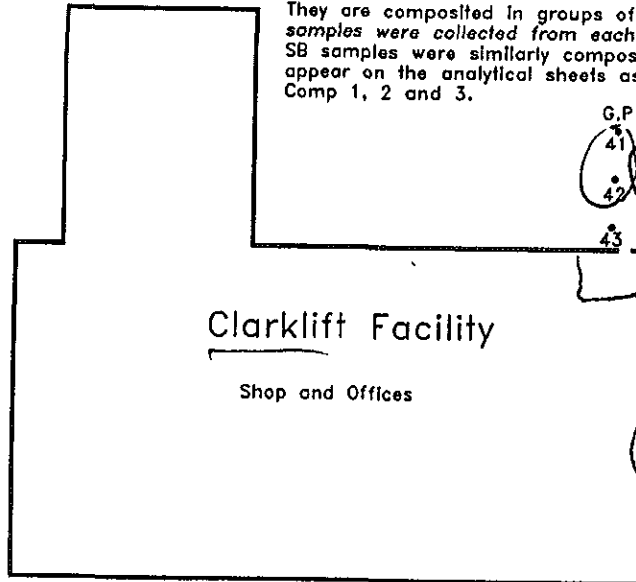 They are composited in groups of
samples were collected from each
SB samples were similarly compos
appear on the analytical sheets as
Comp 1, 2 and 3.
G.P
41
42
43
Clarklift Facility
Shop and Offices